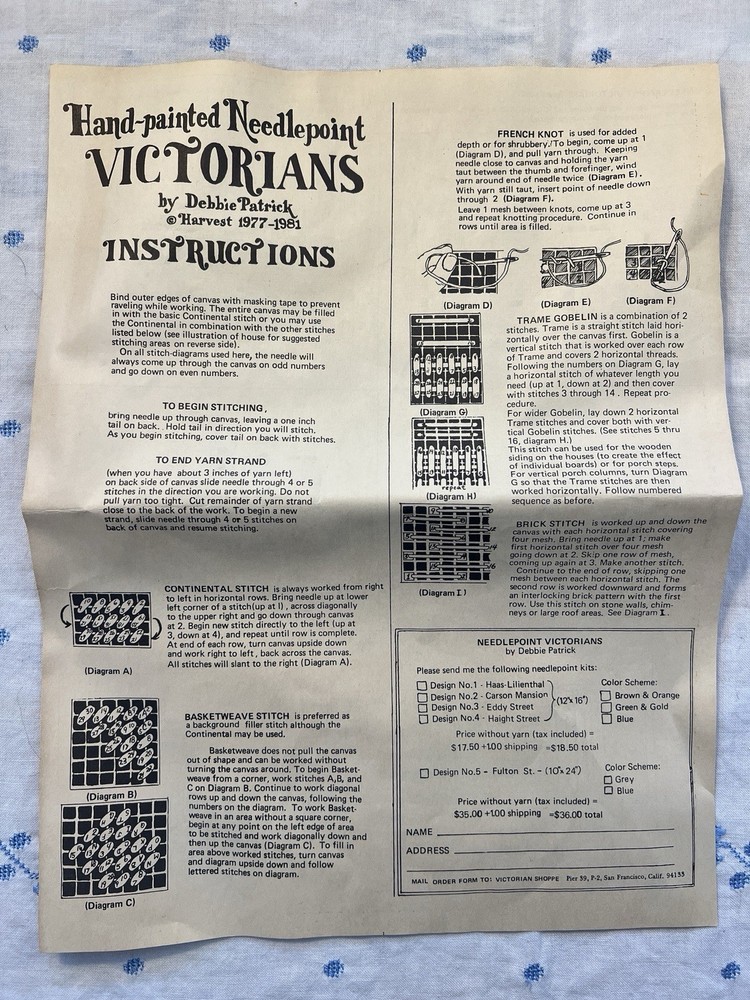 Hand-painted Needlepoint
VICTORIANS
by Debbie Patrick
© Harvest 1977-1981
INSTRUCTIONS
Bind outer edges of canvas with masking tape to prevent
raveling while working. The entire canvas may be filled
in with the basic Continental stitch or you may use
the Continental in combination with the other stitches
listed below (see illustration of house for suggested
stitching areas on reverse side).
On all stitch-diagrams used here, the needle will
always come up through the canvas on odd numbers
and go down on even numbers.
TO BEGIN STITCHING,
bring needle up through canvas, leaving a one inch
tail on back. Hold tail in direction you will stitch.
As you begin stitching, cover tail on back with stitches.
TO END YARN STRAND
(when you have about 3 inches of yarn left)
on back side of canvas slide needle through 4 or 5
stitches in the direction you are working. Do not
pull yarn too tight. Cut remainder of yarn strand
close to the back of the work. To begin a new
strand, slide needle through 4 or 5 stitches on
back of canvas and resume stitching.
CONTINENTAL STITCH is always worked from right
to left in horizontal rows. Bring needle up at lower
left corner of a stitch(up at l) , across diagonally
to the upper right and go down through canvas
at 2. Begin new stitch directly to the left (up at
3, down at 4), and repeat until row is complete.
At end of each row, turn canvas upside down
and work right to left, back across the canvas.
All stitches will slant to the right (Diagram A).
(Diagram A)
BASKETWEAVE STITCH is preferred as
a background filler stitch although the
Continental may be used.
Basketweave does not pull the canvas
out of shape and can be worked without
turning the canvas around. To begin Basket-
weave from a corner, work stitches A,B, and
C on Diagram B. Continue to work diagonal
rows up and down the canvas, following the
numbers on the diagram. To work Basket-
weave in an area without a square corner,
begin at any point on the left edge of area
to be stitched and work diagonally down and
then up the canvas (Diagram C). To fill in
area above worked stitches, turn canvas
and diagram upside down and follow
lettered stitches on diagram.
(Diagram B)
(Diagram C)
FRENCH KNOT is used for added
depth or for shrubbery. To begin, come up at 1
(Diagram D), and pull yarn through. Keeping
needle close to canvas and holding the yarn
taut between the thumb and forefinger, wind
yarn around end of needle twice (Diagram E).
With yarn still taut, insert point of needle down
through 2 (Diagram F).
Leave 1 mesh between knots, come up at 3
and repeat knotting procedure. Continue in
rows until area is filled.
(Diagram D)
(Diagram E)
(Diagram F)
TRAME GOBELIN is a combination of 2
stitches. Trame is a straight stitch laid hori-
zontally over the canvas first. Gobelin is a
vertical stitch that is worked over each row
of Trame and covers 2 horizontal threads.
Following the numbers on Diagram G, lay
a horizontal stitch of whatever length you
need (up at 1, down at 2) and then cover
with stitches 3 through 14 . Repeat pro-
cedure.
For wider Gobelin, lay down 2 horizontal
Trame stitches and cover both with ver-
tical Gobelin stitches. (See stitches 5 thru
16, diagram H.)
This stitch can be used for the wooden
siding on the houses (to create the effect
of individual boards) or for porch steps.
For vertical porch columns, turn Diagram
G so that the Trame stitches are then
worked horizontally. Follow numbered
sequence as before.
(Diagram G)
repeat
(Diagram H)
BRICK STITCH is worked up and down the
canvas with each horizontal stitch covering
four mesh. Bring needle up at 1; make
first horizontal stitch over four mesh
going down at 2. Skip one row of mesh,
coming up again at 3. Make another stitch.
Continue to the end of row, skipping one
mesh between each horizontal stitch. The
second row is worked downward and forms
an interlocking brick pattern with the first
row. Use this stitch on stone walls, chim-
neys or large roof areas. See Diagram I.
(Diagram I)
NEEDLEPOINT VICTORIANS
by Debbie Patrick
Please send me the following needlepoint kits:
Design No.1 - Haas-Lilienthal
Design No.2 - Carson Mansion
Design No.3 - Eddy Street
Design No.4 - Haight Street
(12"x 16")
Color Scheme:
Brown & Orange
Green & Gold
Blue
Price without yarn (tax included) =
$17.50 +1.00 shipping =$18.50 total
Design No.5 - Fulton St. - (10"x 24")
Color Scheme:
Grey
Blue
Price without yarn (tax included) =
$35.00 +1.00 shipping =$36.00 total
NAME
ADDRESS
MAIL ORDER FORM TO: VICTORIAN SHOPPE Pier 39, P-2, San Francisco, Calif. 94133